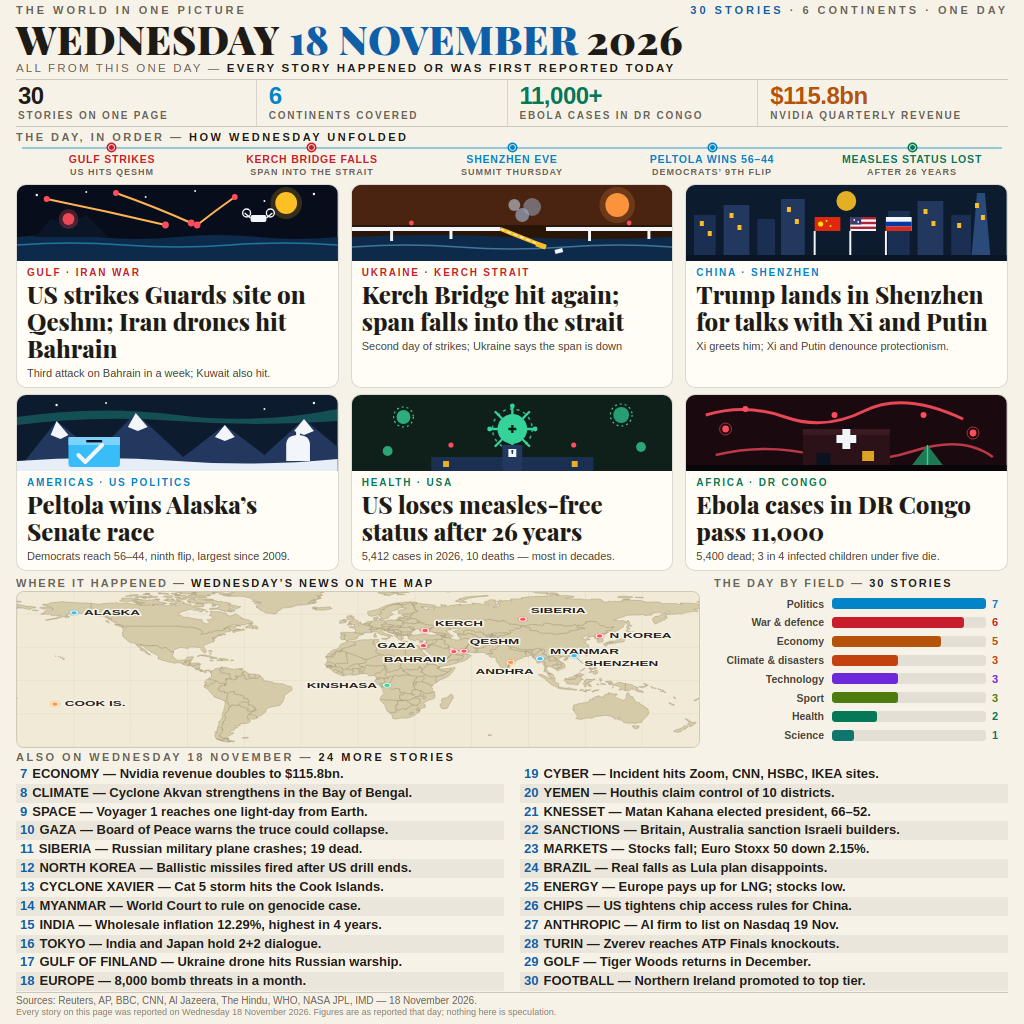 THE WORLD IN ONE PICTURE
30 STORIES · 6 CONTINENTS · ONE DAY
WEDNESDAY 18 NOVEMBER 2026
ALL FROM THIS ONE DAY — EVERY STORY HAPPENED OR WAS FIRST REPORTED TODAY
30
STORIES ON ONE PAGE
6
CONTINENTS COVERED
11,000+
EBOLA CASES IN DR CONGO
$115.8bn
NVIDIA QUARTERLY REVENUE
THE DAY, IN ORDER — HOW WEDNESDAY UNFOLDED
GULF STRIKES
US HITS QESHM
KERCH BRIDGE FALLS
SPAN INTO THE STRAIT
SHENZHEN EVE
SUMMIT THURSDAY
PELTOLA WINS 56–44
DEMOCRATS' 9TH FLIP
MEASLES STATUS LOST
AFTER 26 YEARS
GULF · IRAN WAR
US strikes Guards site on
Qeshm; Iran drones hit
Bahrain
Third attack on Bahrain in a week; Kuwait also hit.
UKRAINE · KERCH STRAIT
Kerch Bridge hit again;
span falls into the strait
Second day of strikes; Ukraine says the span is down
CHINA · SHENZHEN
Trump lands in Shenzhen
for talks with Xi and Putin
Xi greets him; Xi and Putin denounce protectionism.
AMERICAS · US POLITICS
Peltola wins Alaska's
Senate race
Democrats reach 56–44, ninth flip, largest since 2009.
HEALTH · USA
US loses measles-free
status after 26 years
5,412 cases in 2026, 10 deaths — most in decades.
AFRICA · DR CONGO
Ebola cases in DR Congo
pass 11,000
5,400 dead; 3 in 4 infected children under five die.
WHERE IT HAPPENED — WEDNESDAY'S NEWS ON THE MAP
ALASKA
SIBERIA
KERCH
N KOREA
GAZA
QESHM
BAHRAIN
MYANMAR
SHENZHEN
ANDHRA
KINSHASA
COOK IS.
THE DAY BY FIELD — 30 STORIES
Politics 7
War & defence 6
Economy 5
Climate & disasters 3
Technology 3
Sport 3
Health 2
Science 1
ALSO ON WEDNESDAY 18 NOVEMBER — 24 MORE STORIES
7 ECONOMY — Nvidia revenue doubles to $115.8bn.
8 CLIMATE — Cyclone Akvan strengthens in the Bay of Bengal.
9 SPACE — Voyager 1 reaches one light-day from Earth.
10 GAZA — Board of Peace warns the truce could collapse.
11 SIBERIA — Russian military plane crashes; 19 dead.
12 NORTH KOREA — Ballistic missiles fired after US drill ends.
13 CYCLONE XAVIER — Cat 5 storm hits the Cook Islands.
14 MYANMAR — World Court to rule on genocide case.
15 INDIA — Wholesale inflation 12.29%, highest in 4 years.
16 TOKYO — India and Japan hold 2+2 dialogue.
17 GULF OF FINLAND — Ukraine drone hits Russian warship.
18 EUROPE — 8,000 bomb threats in a month.
19 CYBER — Incident hits Zoom, CNN, HSBC, IKEA sites.
20 YEMEN — Houthis claim control of 10 districts.
21 KNESSET — Matan Kahana elected president, 66–52.
22 SANCTIONS — Britain, Australia sanction Israeli builders.
23 MARKETS — Stocks fall; Euro Stoxx 50 down 2.15%.
24 BRAZIL — Real falls as Lula plan disappoints.
25 ENERGY — Europe pays up for LNG; stocks low.
26 CHIPS — US tightens chip access rules for China.
27 ANTHROPIC — AI firm to list on Nasdaq 19 Nov.
28 TURIN — Zverev reaches ATP Finals knockouts.
29 GOLF — Tiger Woods returns in December.
30 FOOTBALL — Northern Ireland promoted to top tier.
Sources: Reuters, AP, BBC, CNN, Al Jazeera, The Hindu, WHO, NASA JPL, IMD — 18 November 2026.
Every story on this page was reported on Wednesday 18 November 2026. Figures are as reported that day; nothing here is speculation.